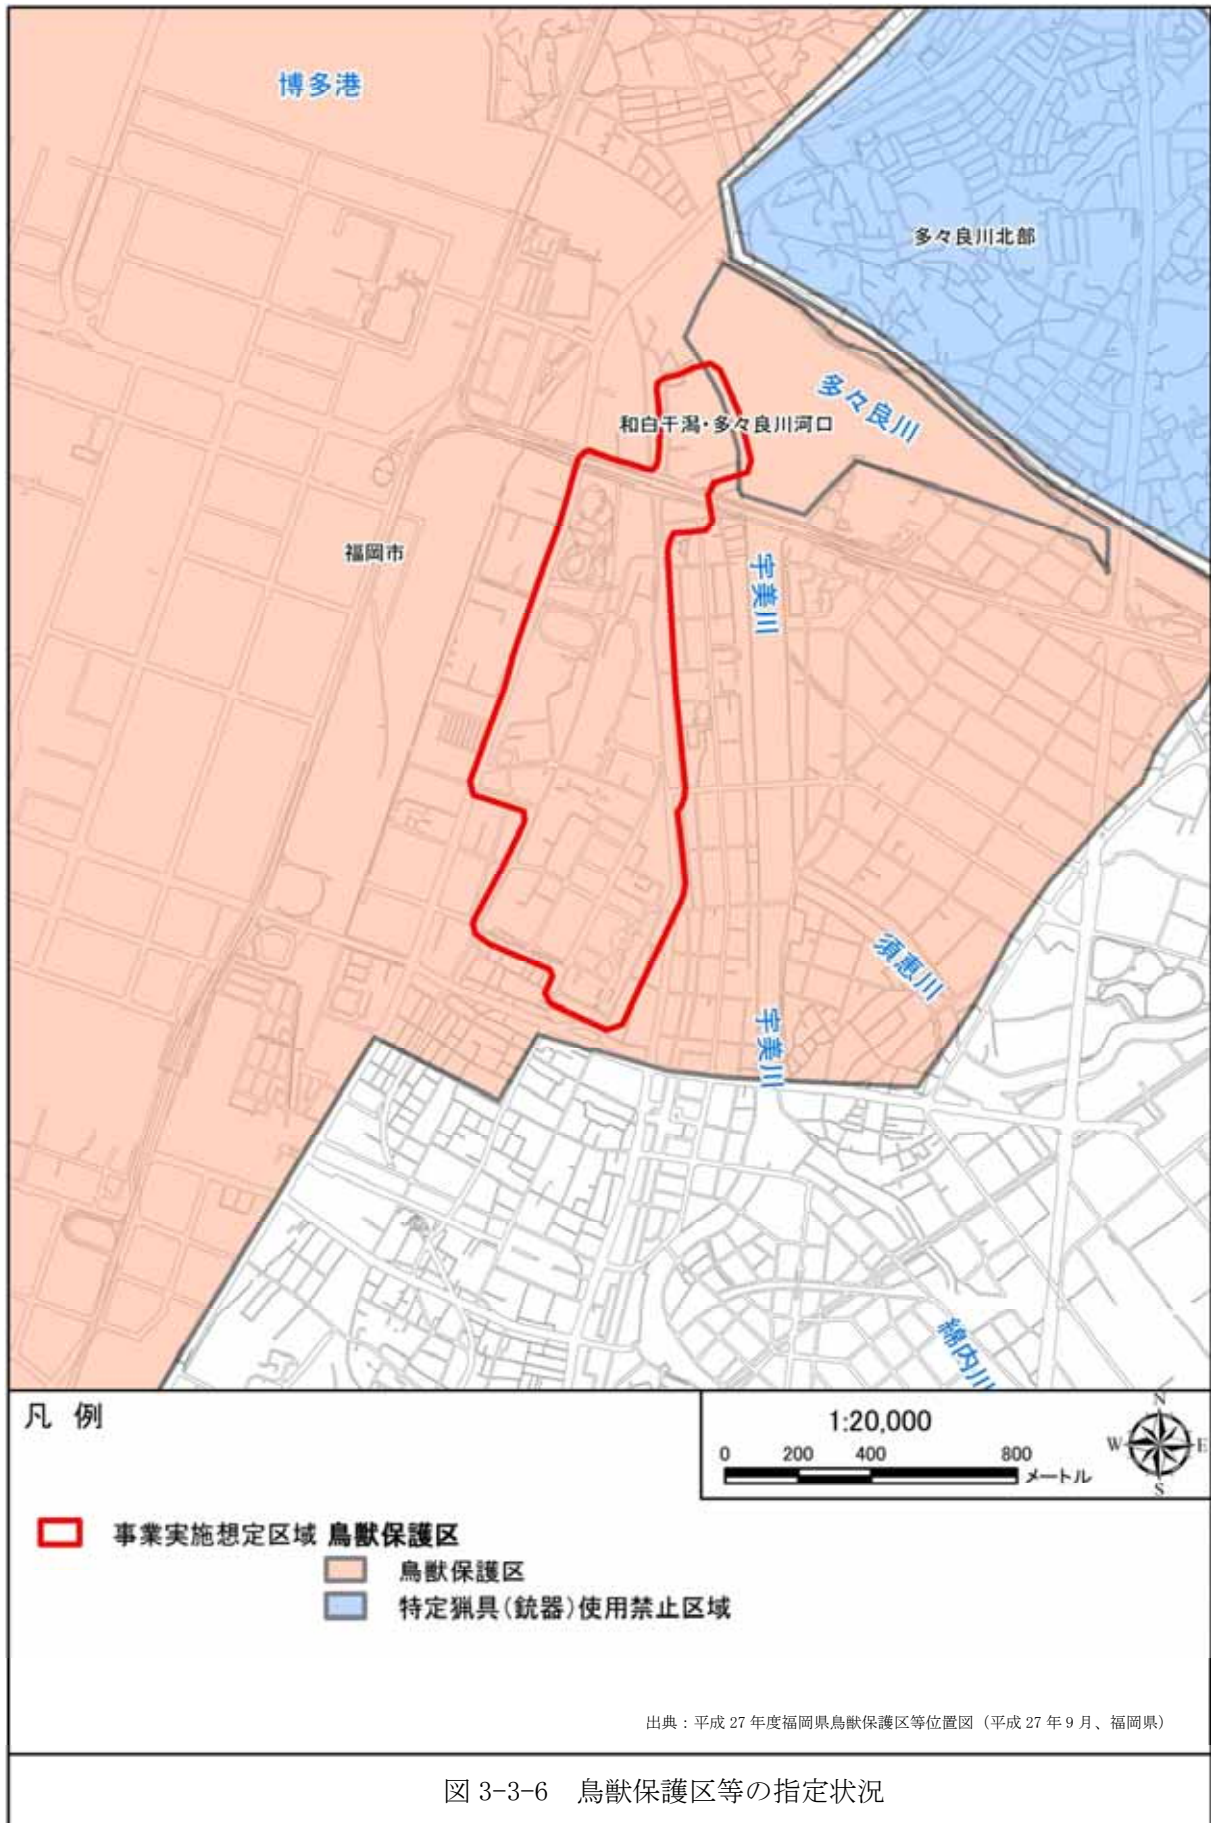 博多港
多々良川北部
多々良川
和白干潟・多々良川河口
福岡市
宇美川
須恵川
宇美川
綿内川
凡 例
1:20,000
0 200 400 800
メートル
N
W E
S
事業実施想定区域 鳥獣保護区
鳥獣保護区
特定猟具(銃器)使用禁止区域
出典：平成 27 年度福岡県鳥獣保護区等位置図（平成 27 年 9 月、福岡県）
図 3-3-6 鳥獣保護区等の指定状況